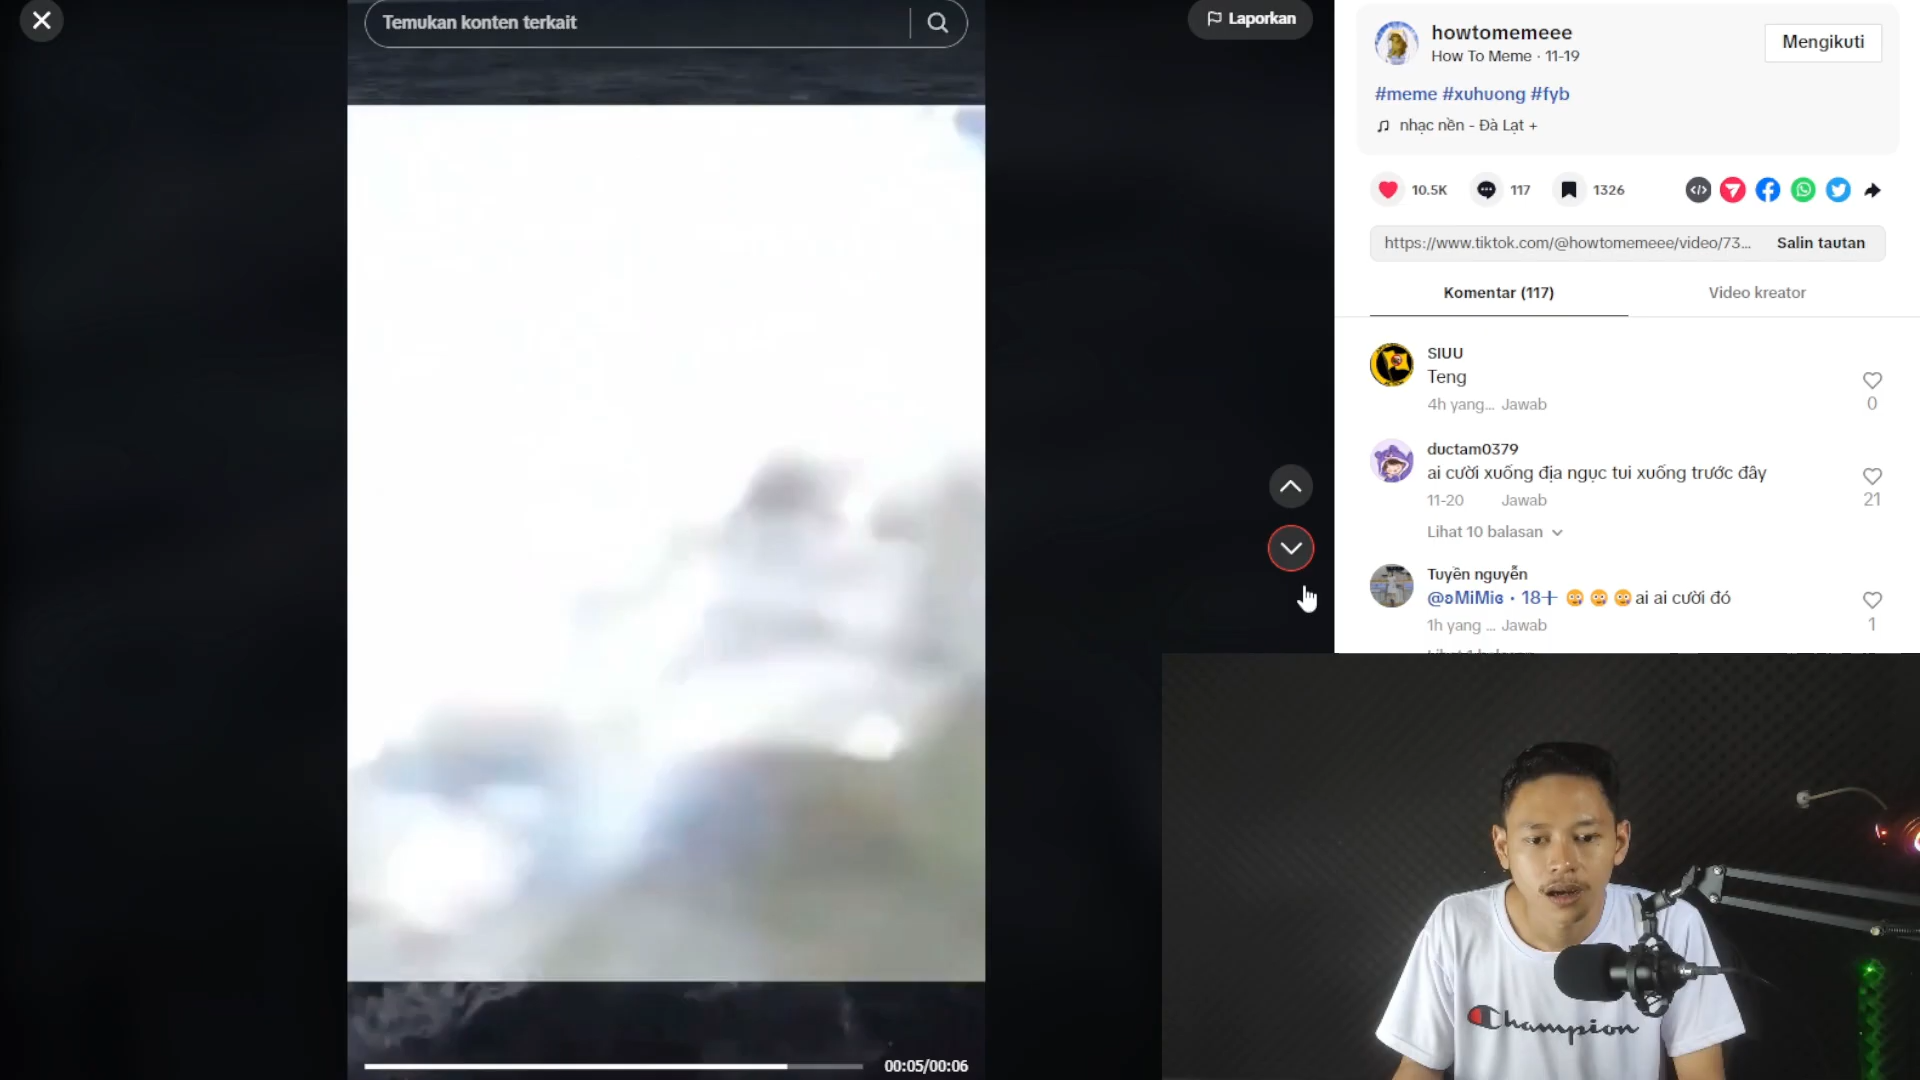 Temukan konten terkait
Laporkan
howtomemeee
How To Meme · 11-19
Mengikuti
#meme #xuhuong #fyb
nhạc nền - Đà Lạt +
10.5K
117
1326
https://www.tiktok.com/@howtomemeee/video/73...
Salin tautan
Komentar (117)
Video kreator
SIUU
Teng
4h yang... Jawab
0
ductam0379
ai cười xuống địa ngục tui xuống trước đây
11-20 Jawab
21
Lihat 10 balasan
Tuyền nguyễn
@ʚMiMiɞ · 18+ 😋 😋 😋 ai ai cười đó
1h yang ... Jawab
1
Champion
00:05/00:06